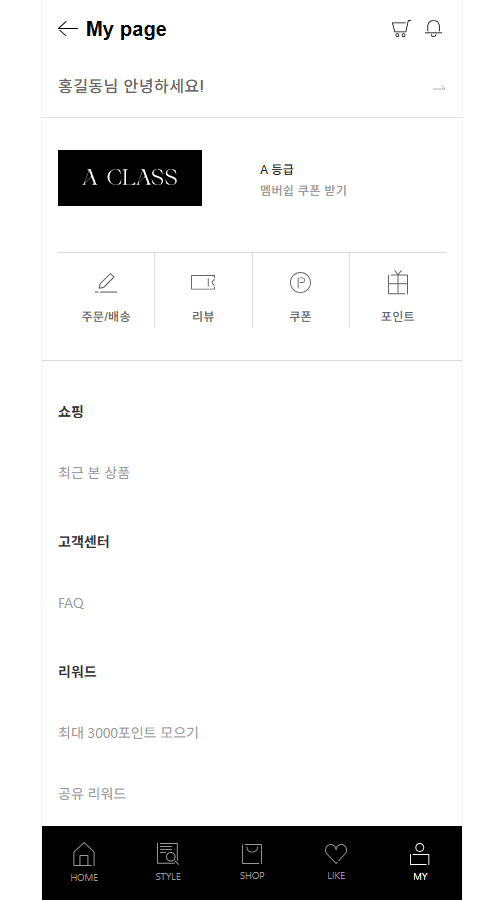 My page
홍길동님 안녕하세요!
A CLASS
A 등급
멤버쉽 쿠폰 받기
주문/배송
리뷰
쿠폰
포인트
쇼핑
최근 본 상품
고객센터
FAQ
리워드
최대 3000포인트 모으기
공유 리워드
HOME
STYLE
SHOP
LIKE
MY